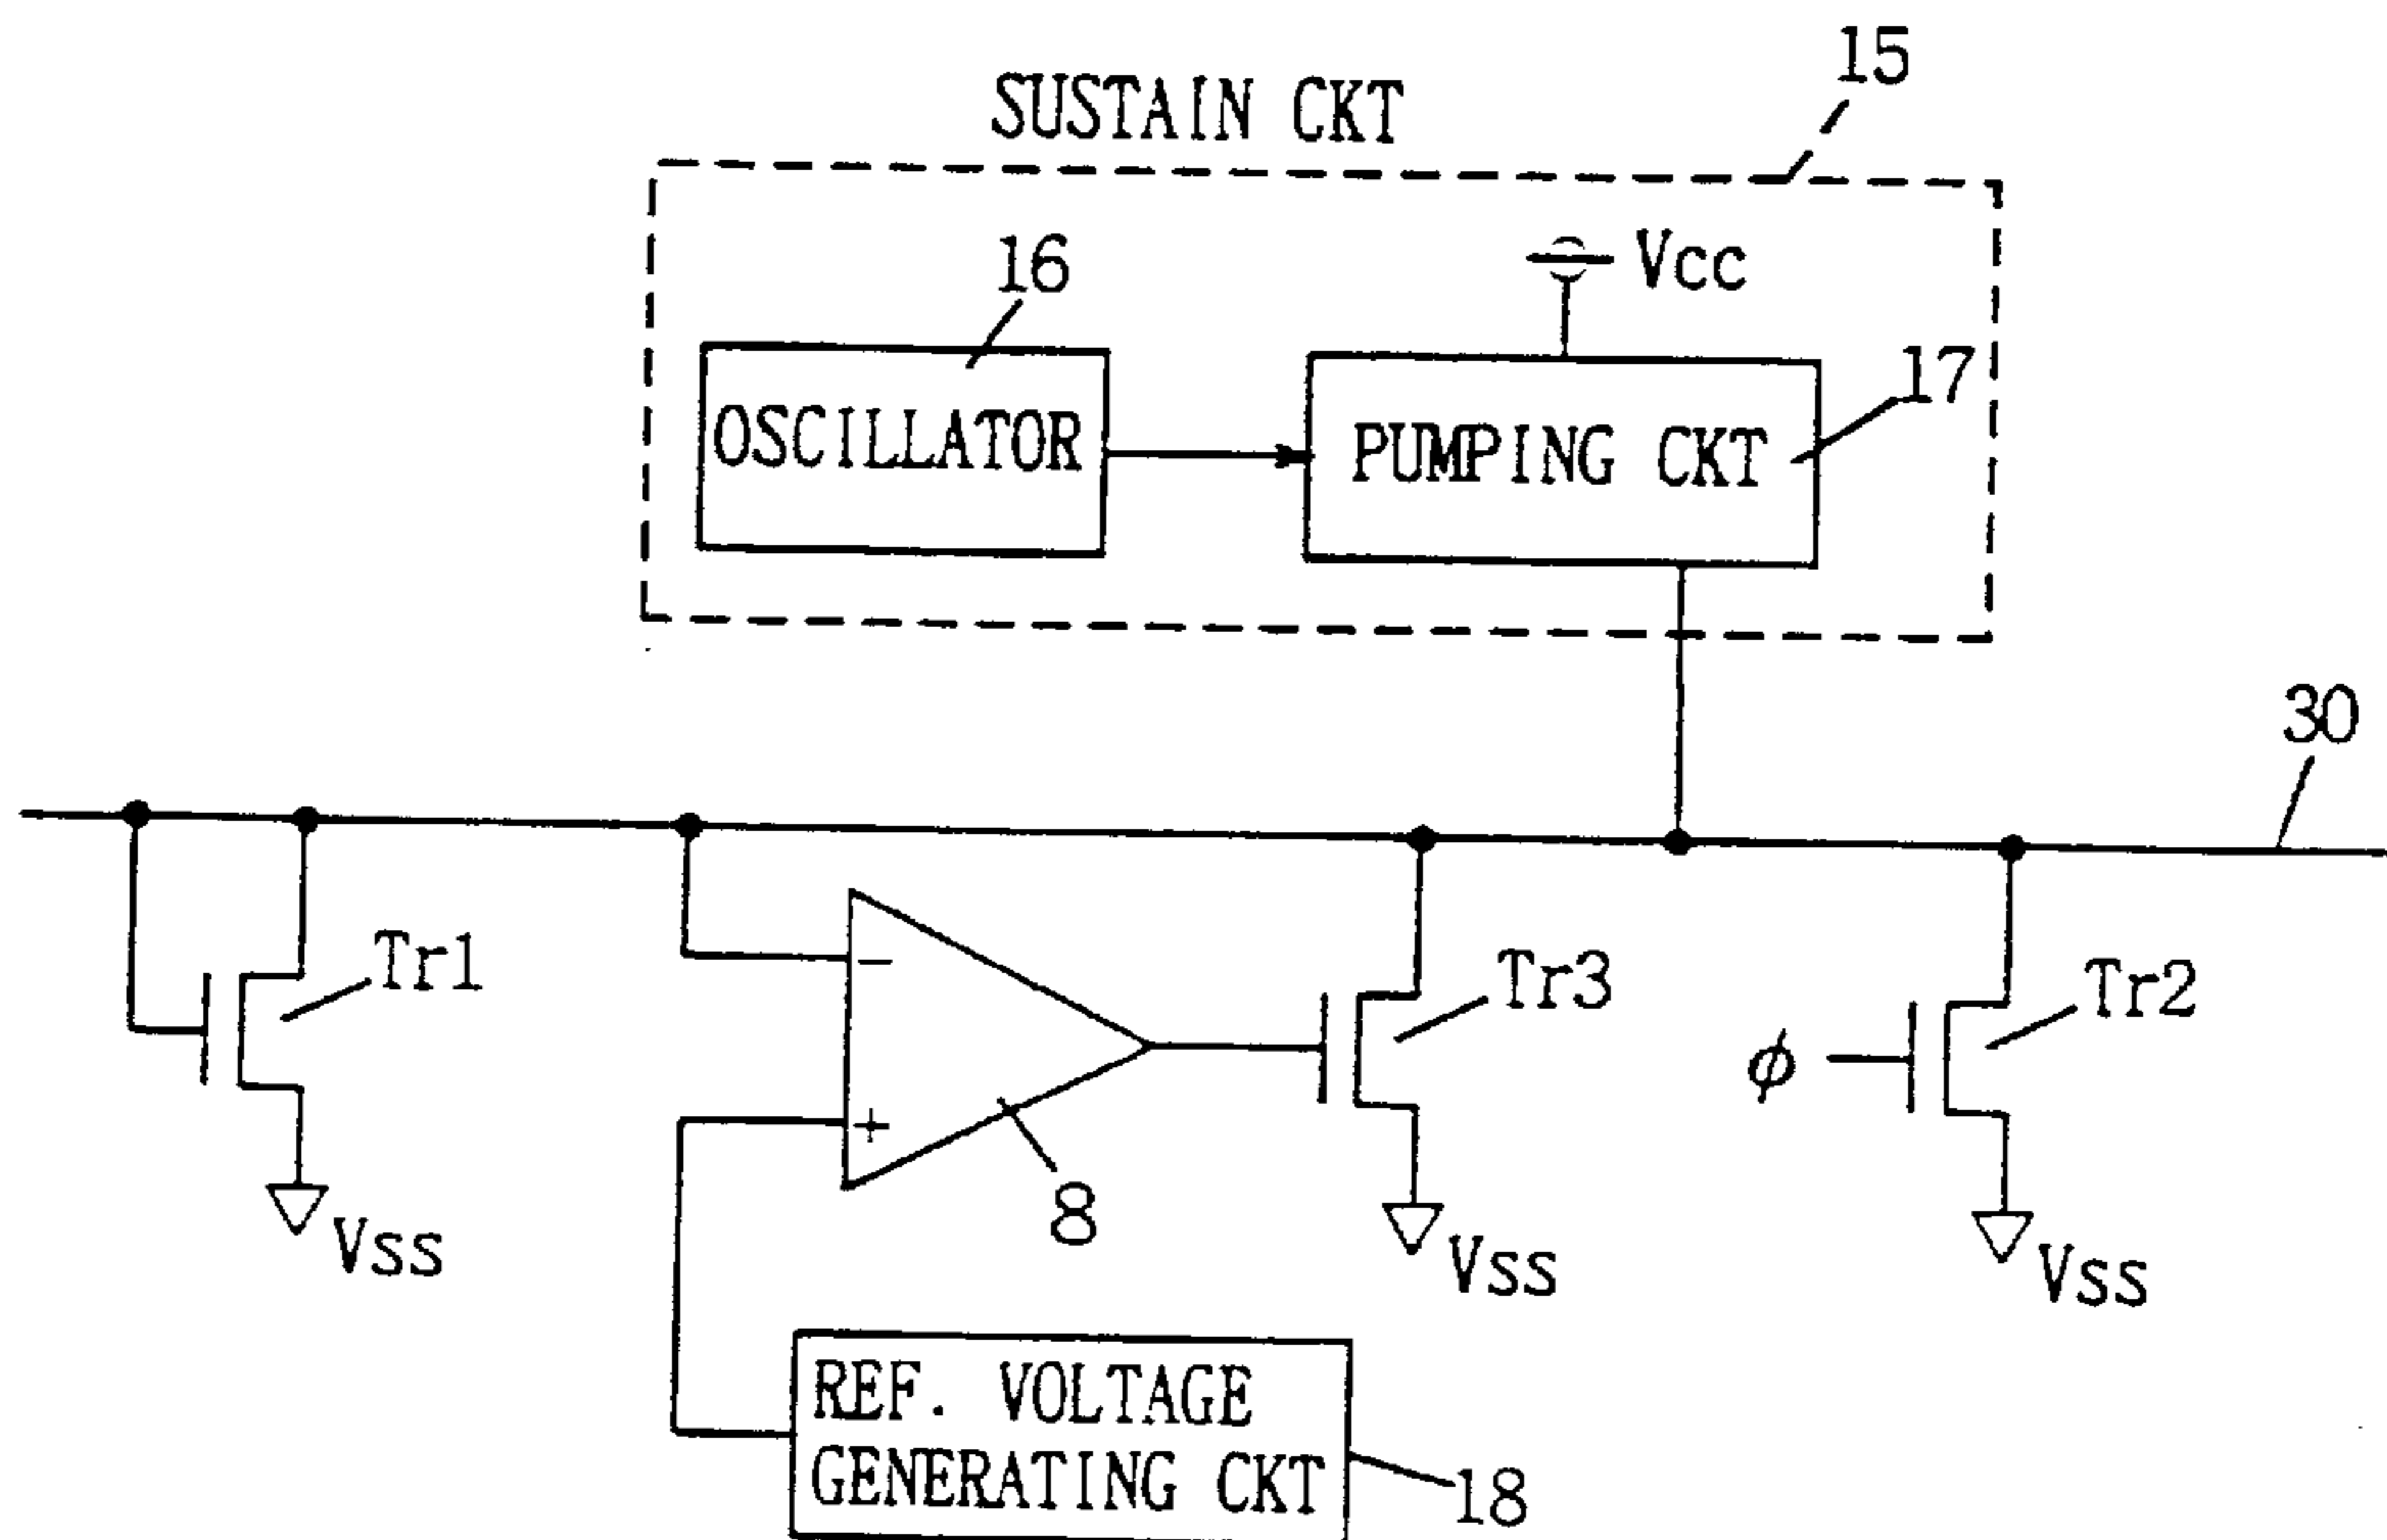 15
SUSTAIN CKT
16
Vcc
17
OSCILLATOR
PUMPING CKT
30
Tr1
-
Tr3
Tr2
ϕ
+
8
Vss
Vss
Vss
REF. VOLTAGE
GENERATING CKT
18